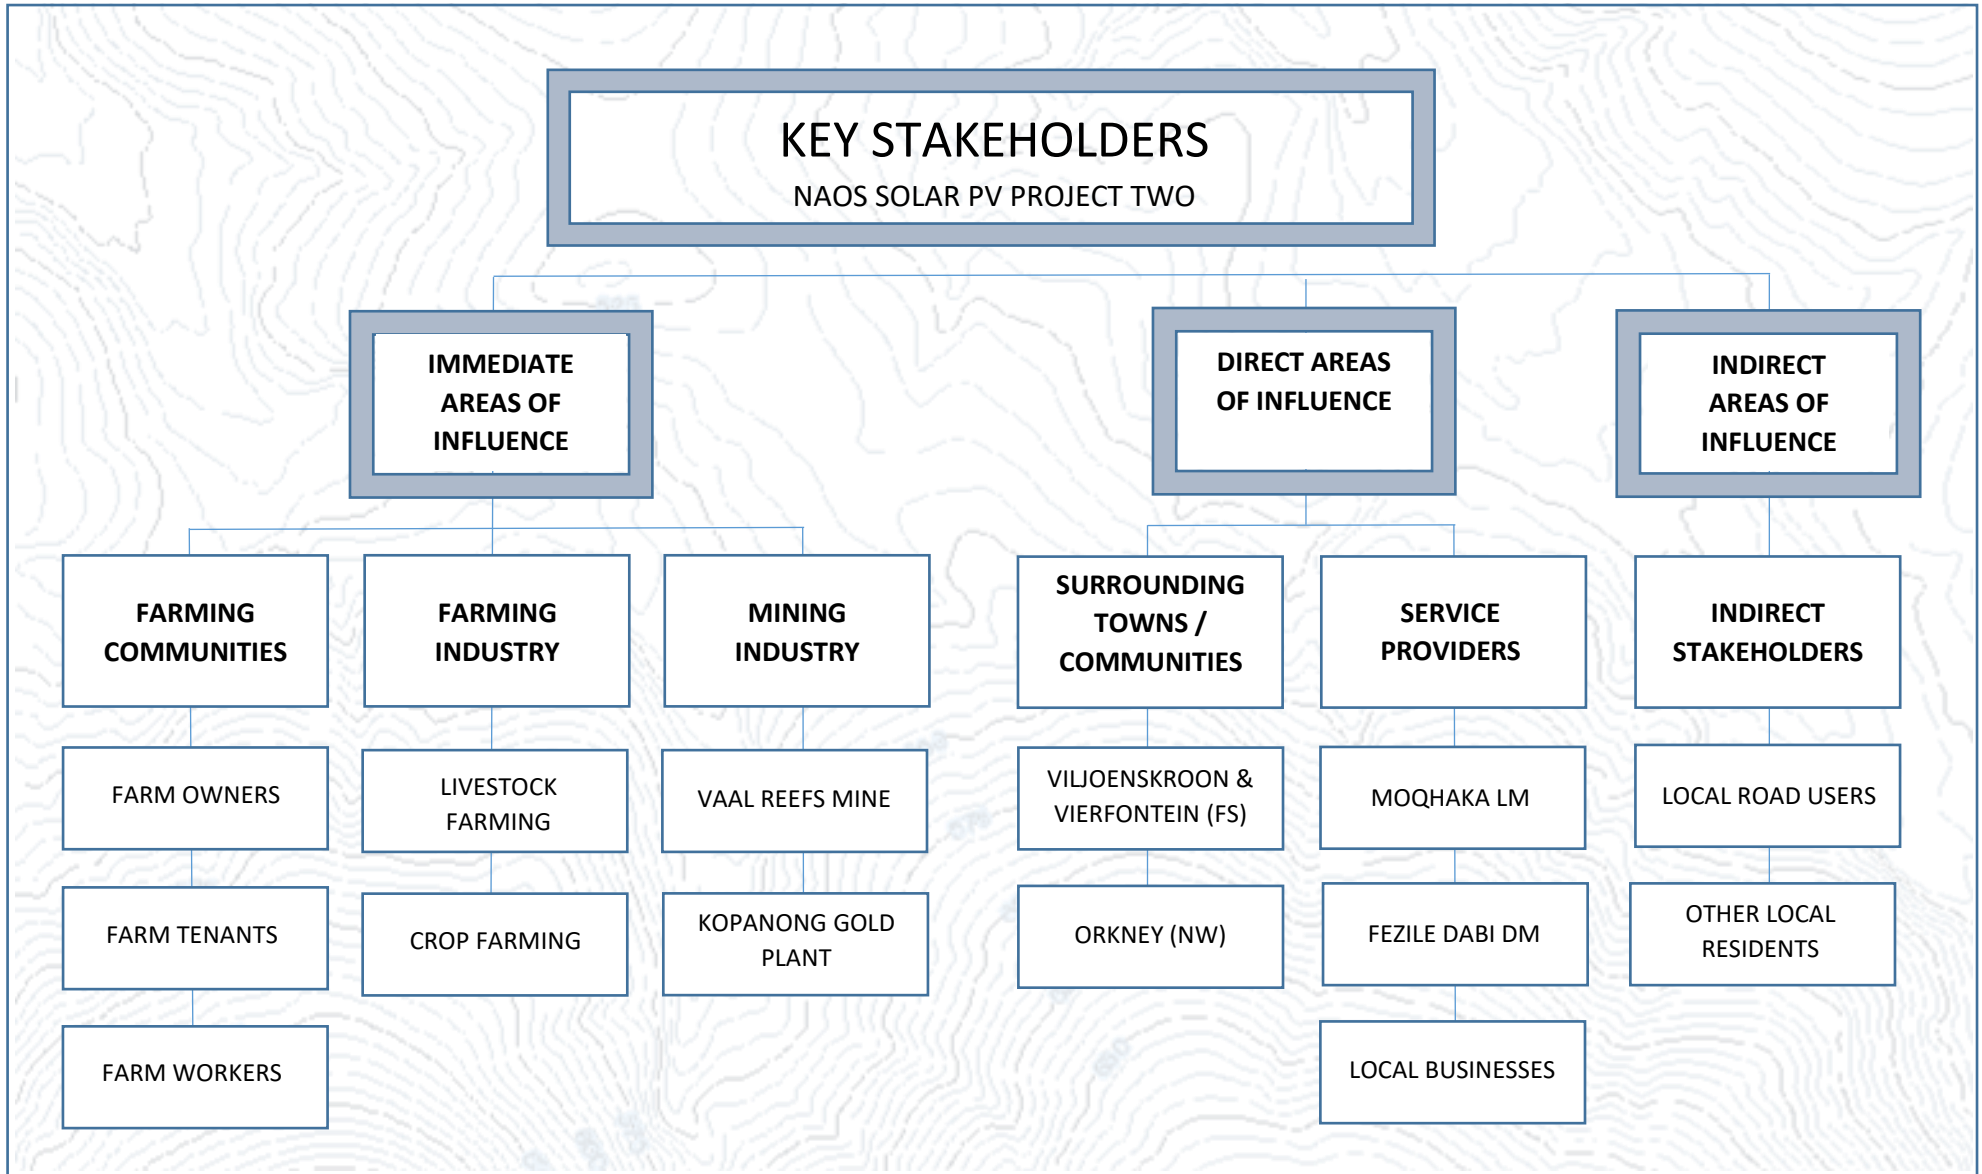 KEY STAKEHOLDERS
NAOS SOLAR PV PROJECT TWO
IMMEDIATE
AREAS OF
INFLUENCE
DIRECT AREAS
OF INFLUENCE
INDIRECT
AREAS OF
INFLUENCE
FARMING
COMMUNITIES
FARMING
INDUSTRY
MINING
INDUSTRY
SURROUNDING
TOWNS /
COMMUNITIES
SERVICE
PROVIDERS
INDIRECT
STAKEHOLDERS
FARM OWNERS
LIVESTOCK
FARMING
VAAL REEFS MINE
VILJOENSKROON &
VIERFONTEIN (FS)
MOQHAKA LM
LOCAL ROAD USERS
FARM TENANTS
CROP FARMING
KOPANONG GOLD
PLANT
ORKNEY (NW)
FEZILE DABI DM
OTHER LOCAL
RESIDENTS
FARM WORKERS
LOCAL BUSINESSES